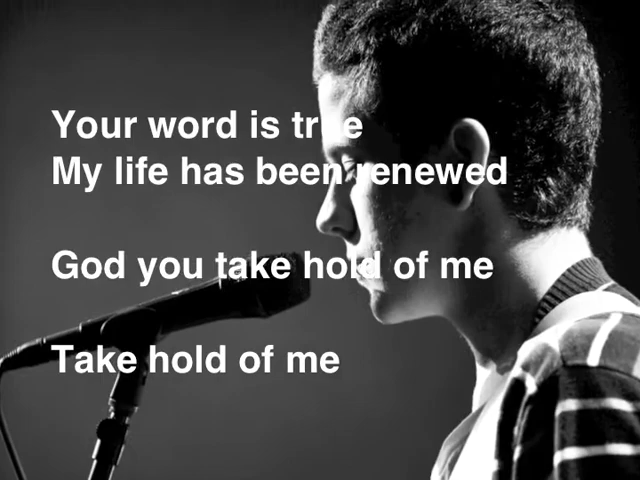 Your word is true
My life has been renewed
God you take hold of me
Take hold of me